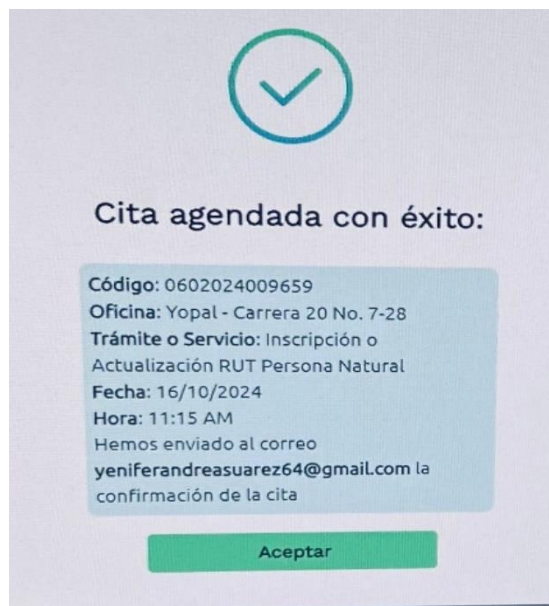 Cita agendada con éxito:
Código: 0602024009659
Oficina: Yopal - Carrera 20 No. 7-28
Trámite o Servicio: Inscripción o
Actualización RUT Persona Natural
Fecha: 16/10/2024
Hora: 11:15 AM
Hemos enviado al correo
yeniferandreasuarez64@gmail.com la
confirmación de la cita
Aceptar